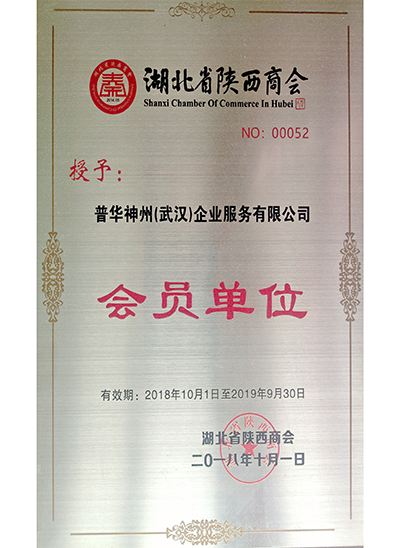 湖北省陕西商会
Shanxi Chamber Of Commerce In Hubei
NO: 00052
授予：
普华神州(武汉)企业服务有限公司
会员单位
有效期：2018年10月1日至2019年9月30日
湖北省陕西商会
二〇一八年十月一日